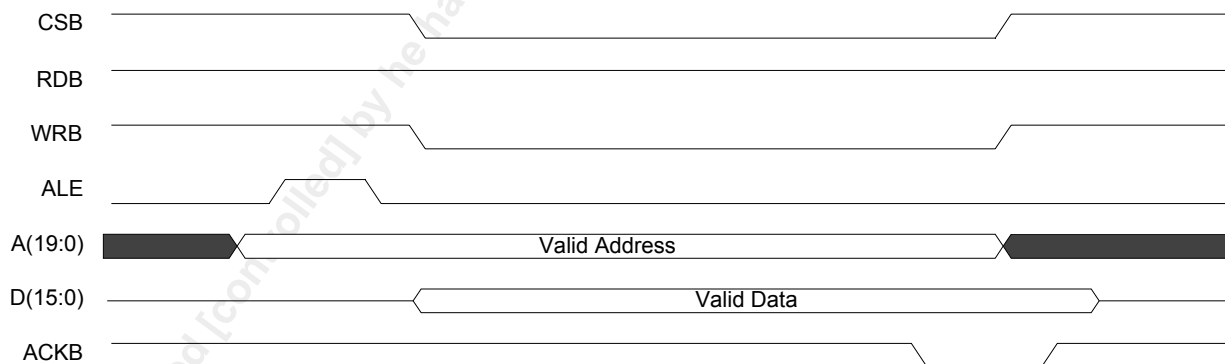 CSB
RDB
WRB
ALE
A(19:0) Valid Address
D(15:0) Valid Data
ACKB